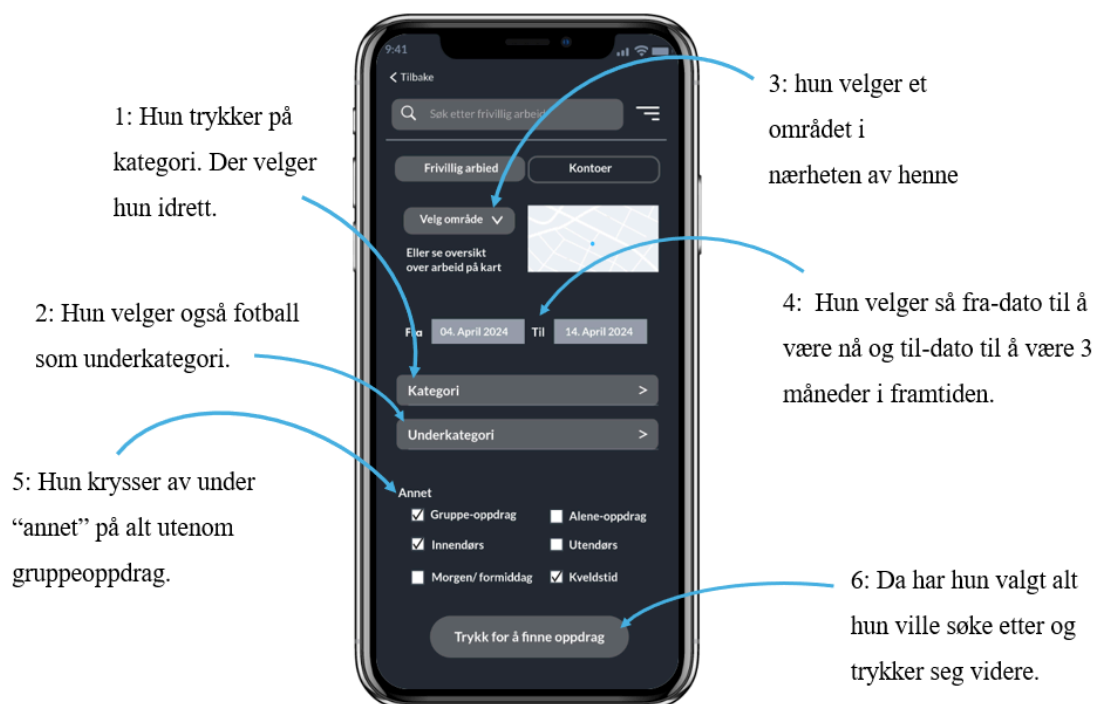 1: Hun trykker på
kategori. Der velger
hun idrett.
2: Hun velger også fotball
som underkategori.
5: Hun krysser av under
“annet” på alt utenom
gruppeoppdrag.
9:41
< Tilbake
Søk etter frivillig arbeid
Frivillig arbied
Kontoer
Velg område
Eller se oversikt
over arbeid på kart
Fra 04. April 2024 Til 14. April 2024
Kategori >
Underkategori >
Annet
Gruppe-oppdrag
Alene-oppdrag
Innendørs
Utendørs
Morgen/ formiddag
Kveldstid
Trykk for å finne oppdrag
3: hun velger et
området i
nærheten av henne
4: Hun velger så fra-dato til å
være nå og til-dato til å være 3
måneder i framtiden.
6: Da har hun valgt alt
hun ville søke etter og
trykker seg videre.